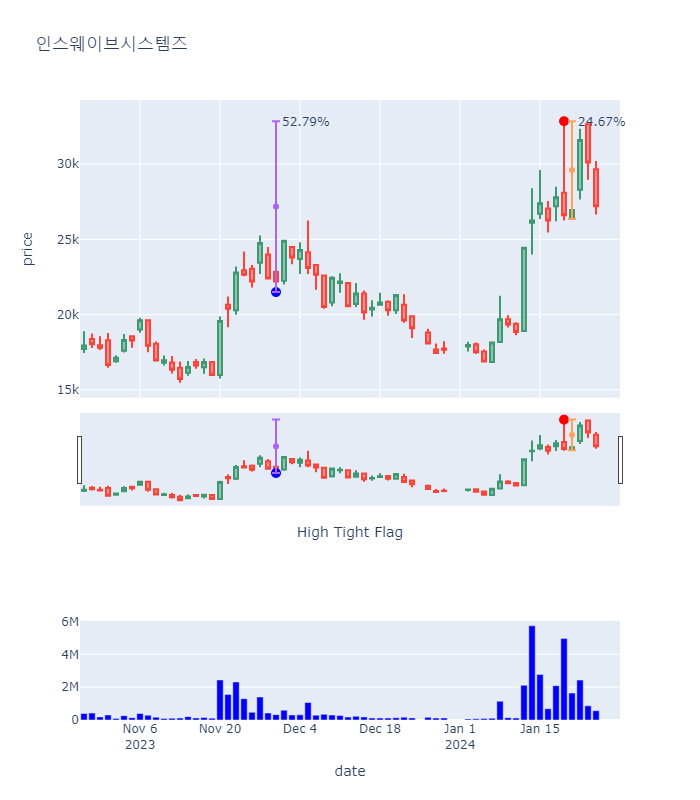 인스웨이브시스템즈
52.79%
24.67%
30k
25k
20k
15k
price
High Tight Flag
6M
4M
2M
0
Nov 6
2023
Nov 20
Dec 4
Dec 18
Jan 1
2024
Jan 15
date